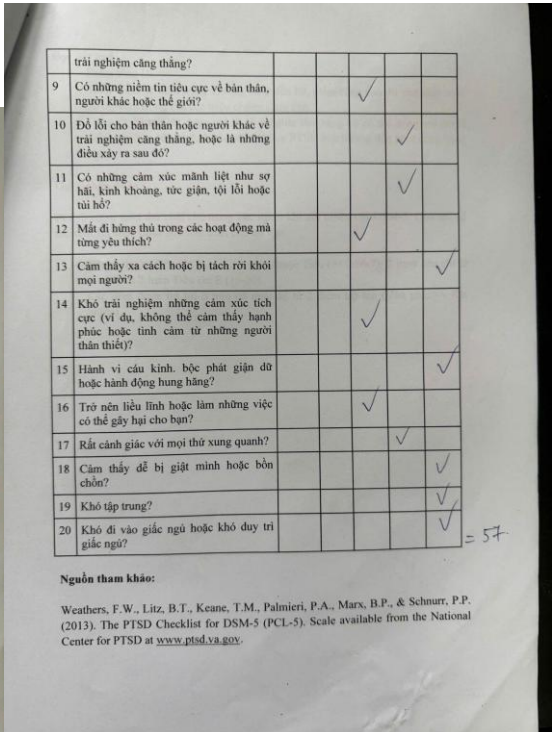 trải nghiệm căng thẳng?
9 Có những niềm tin tiêu cực về bản thân,
người khác hoặc thế giới?
10 Đổ lỗi cho bản thân hoặc người khác về
trải nghiệm căng thẳng, hoặc là những
điều xảy ra sau đó?
11 Có những cảm xúc mãnh liệt như sợ
hãi, kinh khoảng, tức giận, tội lỗi hoặc
tủi hổ?
12 Mất đi hứng thú trong các hoạt động mà
từng yêu thích?
13 Cảm thấy xa cách hoặc bị tách rời khỏi
mọi người?
14 Khó trải nghiệm những cảm xúc tích
cực (ví dụ, không thể cảm thấy hạnh
phúc hoặc tình cảm từ những người
thân thiết)?
15 Hành vi cáu kỉnh. bộc phát giận dữ
hoặc hành động hung hăng?
16 Trở nên liều lĩnh hoặc làm những việc
có thể gây hại cho bạn?
17 Rất cảnh giác với mọi thứ xung quanh?
18 Cảm thấy dễ bị giật mình hoặc bồn
chồn?
19 Khó tập trung?
20 Khó đi vào giấc ngủ hoặc khó duy trì
giấc ngủ?
= 57
Nguồn tham khảo:
Weathers, F.W., Litz, B.T., Keane, T.M., Palmieri, P.A., Marx, B.P., & Schnurr, P.P.
(2013). The PTSD Checklist for DSM-5 (PCL-5). Scale available from the National
Center for PTSD at www.ptsd.va.gov.